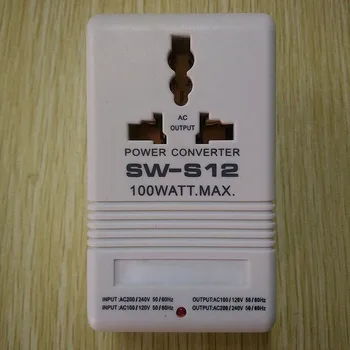 AC
OUTPUT
POWER CONVERTER
SW-S12
100WATT.MAX.
INPUT:AC200/240V 50/60Hz OUTPUT:AC100/120V 50/60Hz
INPUT:AC100/120V 50/60Hz OUTPUT:AC200/240V 50/60Hz